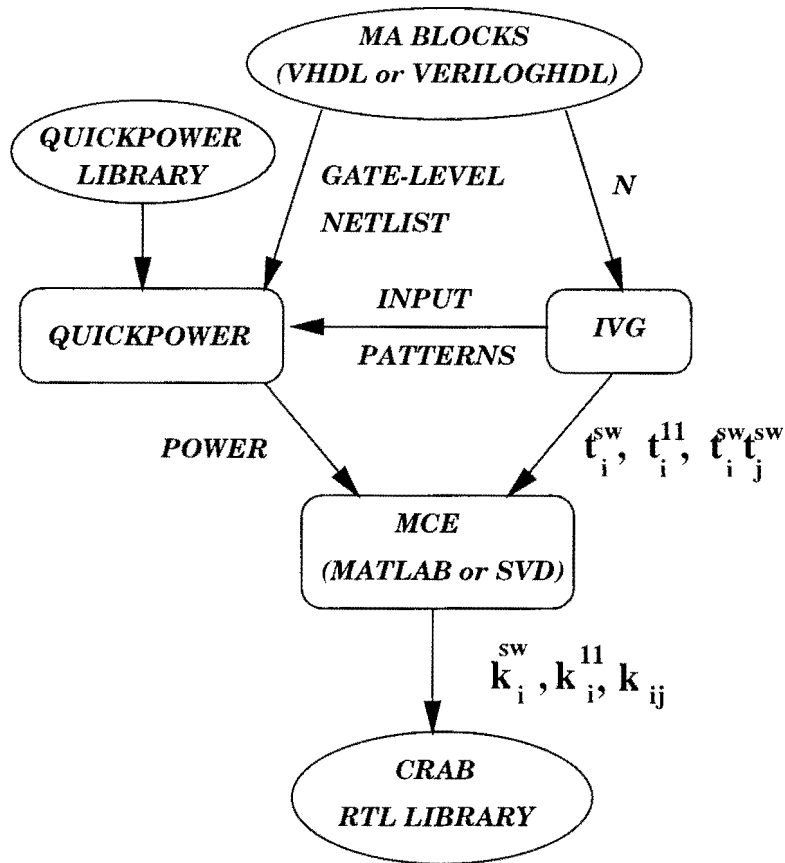 MA BLOCKS
(VHDL or VERILOGHDL)
QUICKPOWER
LIBRARY
GATE-LEVEL
NETLIST
N
QUICKPOWER
INPUT
PATTERNS
IVG
POWER
t_i^sw, t_i^11, t_i^sw t_j^sw
MCE
(MATLAB or SVD)
k_i^sw, k_i^11, k_ij
CRAB
RTL LIBRARY